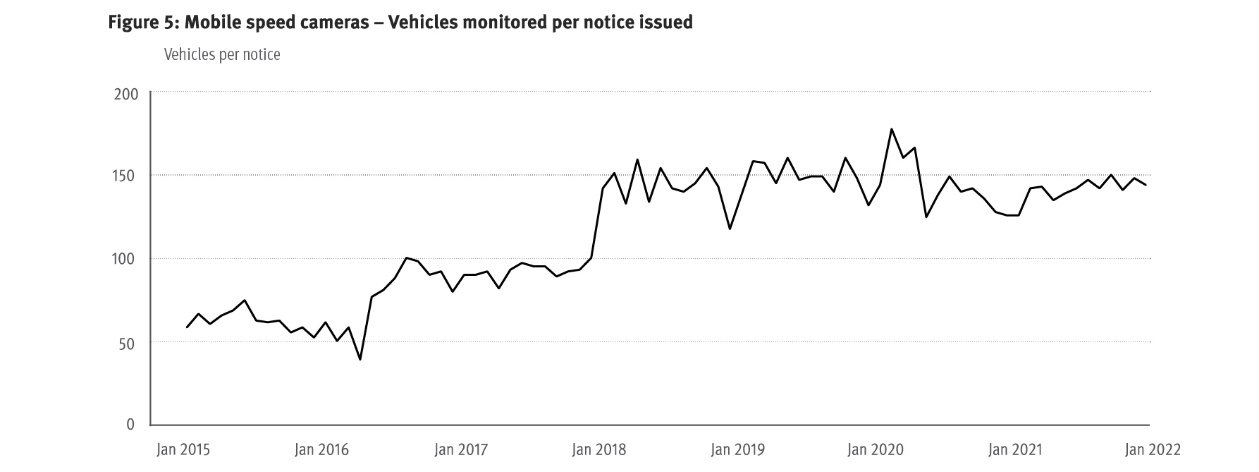 Figure 5: Mobile speed cameras – Vehicles monitored per notice issued
Vehicles per notice
200
150
100
50
0
Jan 2015 Jan 2016 Jan 2017 Jan 2018 Jan 2019 Jan 2020 Jan 2021 Jan 2022